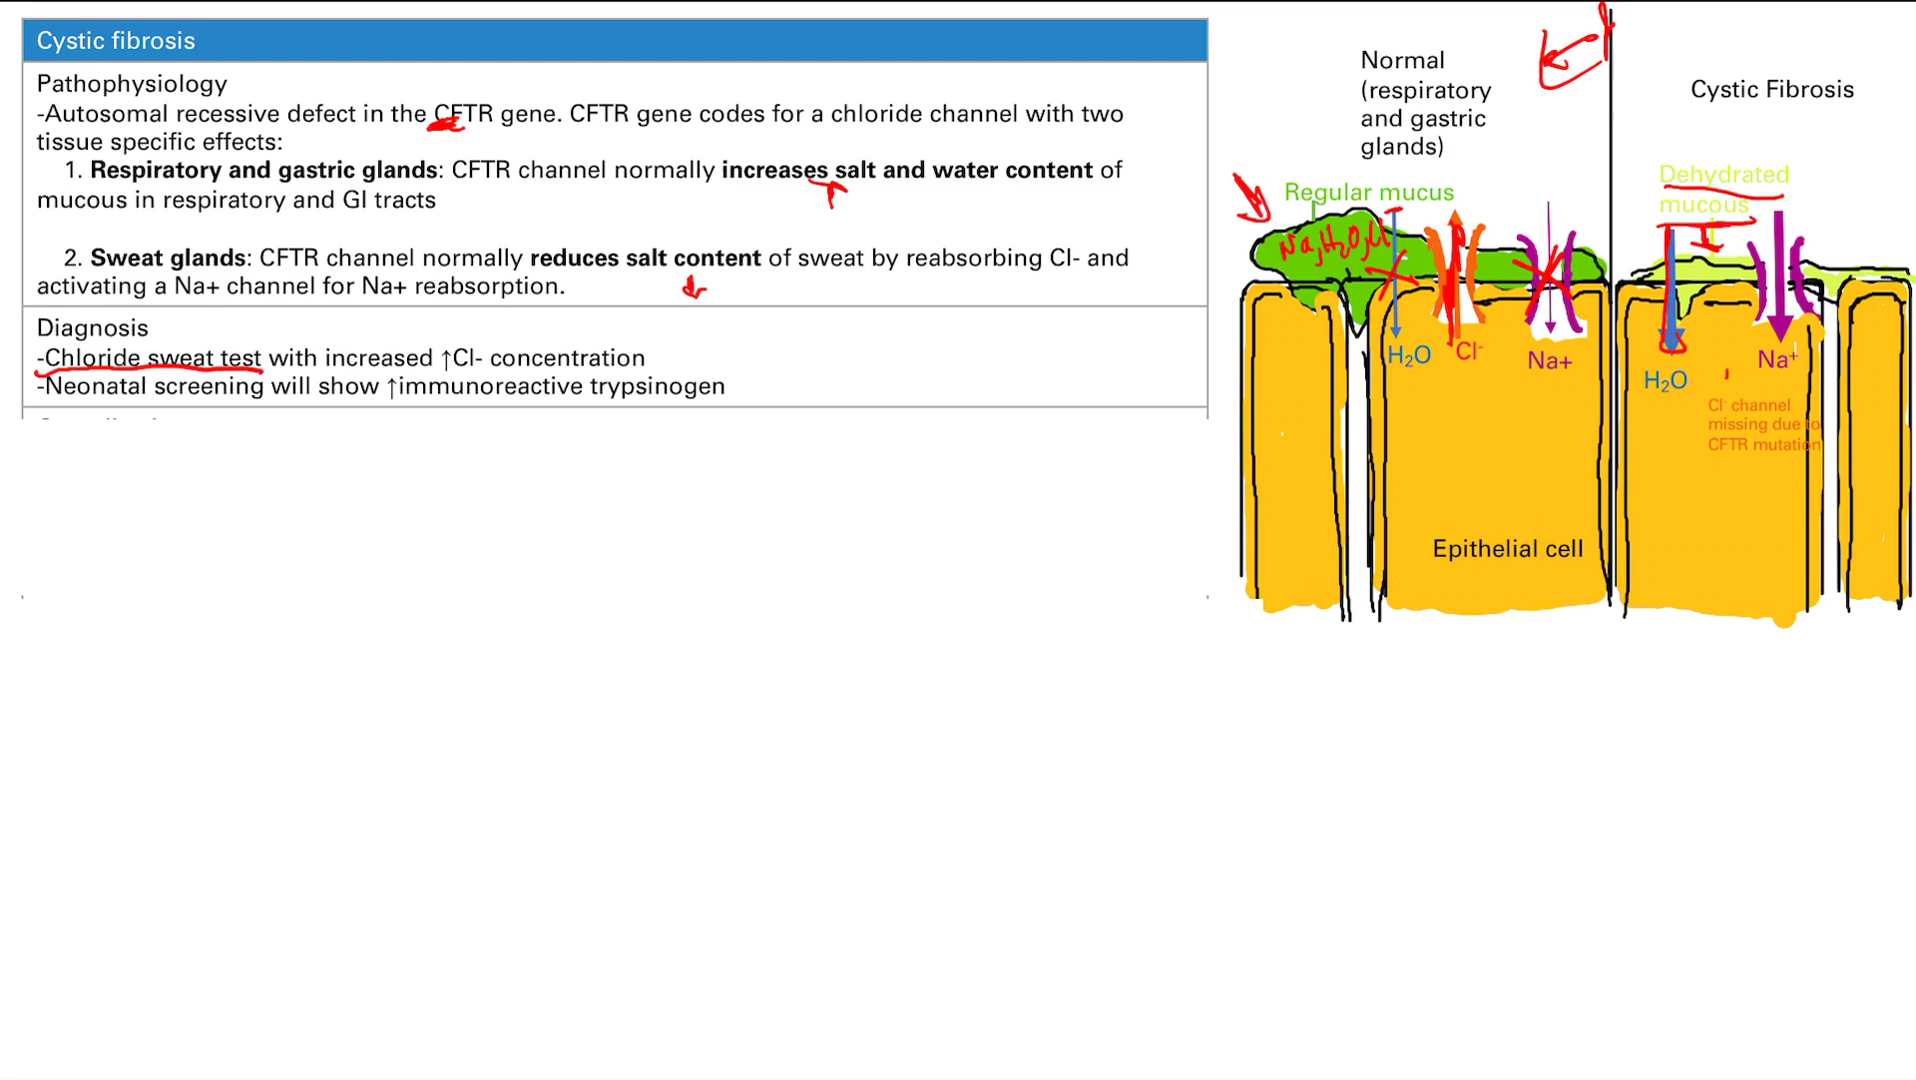 Cystic fibrosis
Pathophysiology
-Autosomal recessive defect in the CFTR gene. CFTR gene codes for a chloride channel with two
tissue specific effects:
1. Respiratory and gastric glands: CFTR channel normally increases salt and water content of
mucous in respiratory and GI tracts
2. Sweat glands: CFTR channel normally reduces salt content of sweat by reabsorbing Cl- and
activating a Na+ channel for Na+ reabsorption.
Diagnosis
-Chloride sweat test with increased ↑Cl- concentration
-Neonatal screening will show ↑immunoreactive trypsinogen
Normal
(respiratory
and gastric
glands)
Regular mucus
Na, H2O, Cl
H₂O
Cl⁻
Na+
Epithelial cell
Cystic Fibrosis
Dehydrated
mucous
H₂O
Na⁺
Cl⁻ channel
missing due to
CFTR mutation